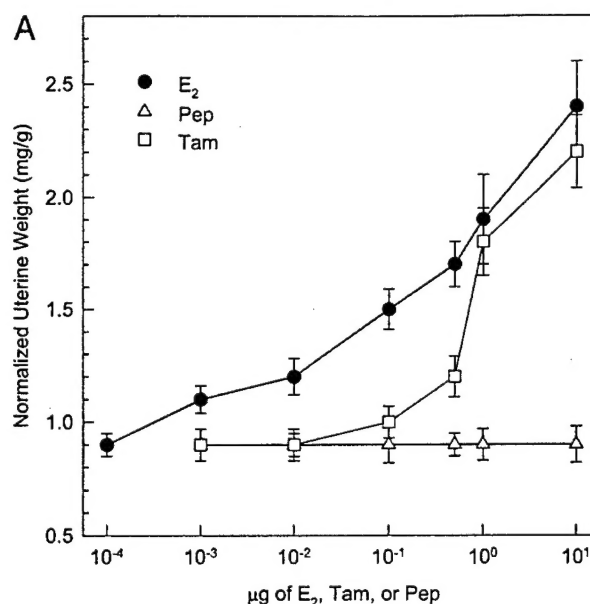 A
E₂
Pep
Tam
Normalized Uterine Weight (mg/g)
2.5
2.0
1.5
1.0
0.5
10⁻⁴ 10⁻³ 10⁻² 10⁻¹ 10⁰ 10¹
µg of E₂, Tam, or Pep